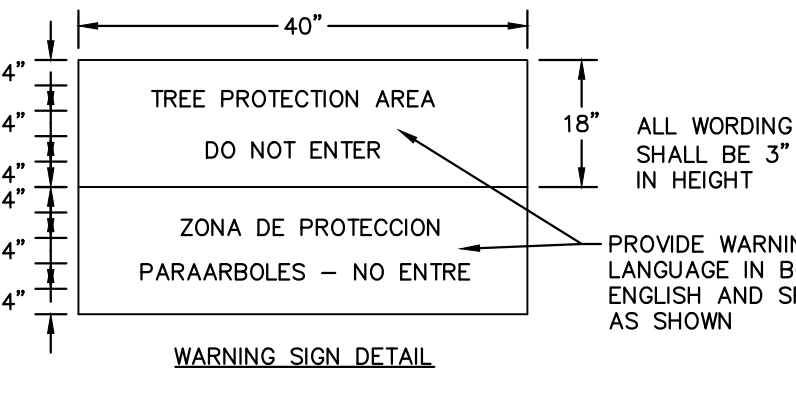 40"
4"
TREE PROTECTION AREA
4"
18"
ALL WORDING
DO NOT ENTER
SHALL BE 3"
4"
IN HEIGHT
4"
ZONA DE PROTECCION
4"
PARAARBOLES – NO ENTRE
4"
PROVIDE
LANGUAGE IN
ENGLISH AND
AS SHOWN
WARNING SIGN DETAIL